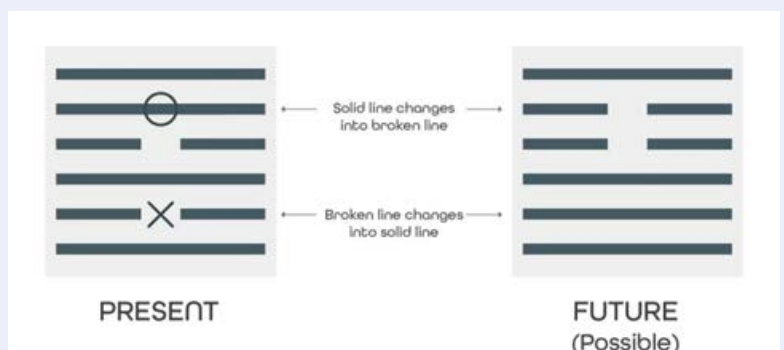 Solid line changes
into broken line
Broken line changes
into solid line
PRESENT
FUTURE
(Possible)